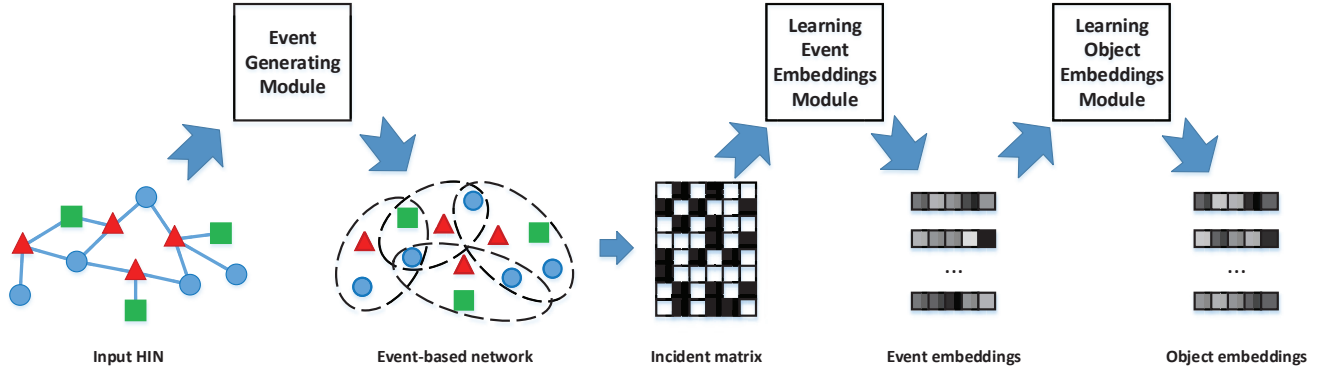 Event
Generating
Module
Learning
Event
Embeddings
Module
Learning
Object
Embeddings
Module
...
...
Input HIN
Event-based network
Incident matrix
Event embeddings
Object embeddings